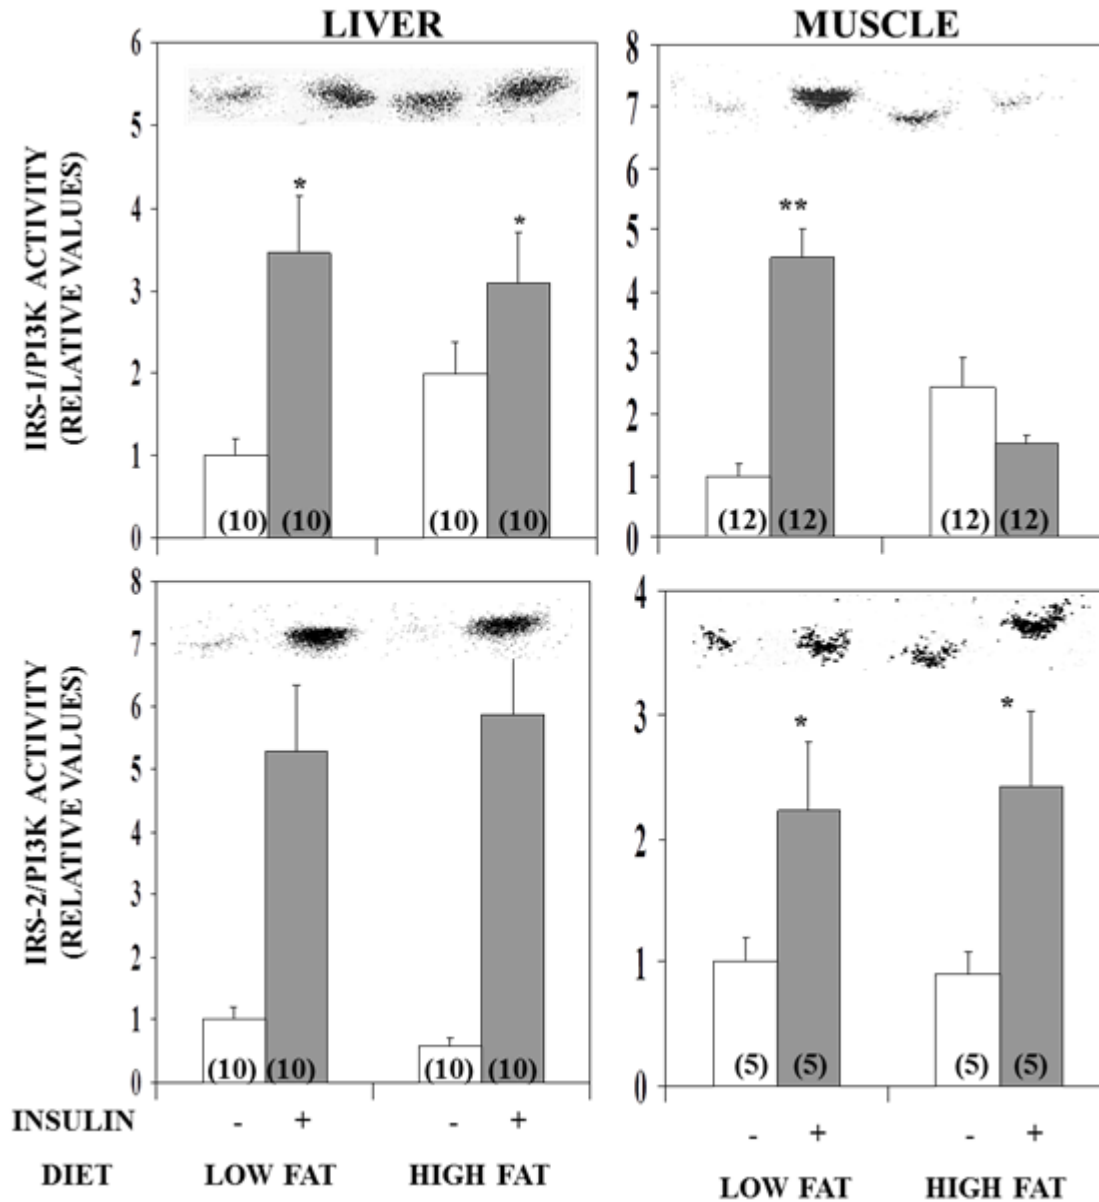 LIVER
MUSCLE
IRS-1/PI3K ACTIVITY
(RELATIVE VALUES)
6
5
4
3
2
1
0
*
*
(10) (10) (10) (10)
8
7
6
5
4
3
2
1
0
**
(12) (12) (12) (12)
IRS-2/PI3K ACTIVITY
(RELATIVE VALUES)
8
7
6
5
4
3
2
1
0
(10) (10) (10) (10)
4
3
2
1
0
*
*
(5) (5) (5) (5)
INSULIN - + - + - + - +
DIET LOW FAT HIGH FAT LOW FAT HIGH FAT